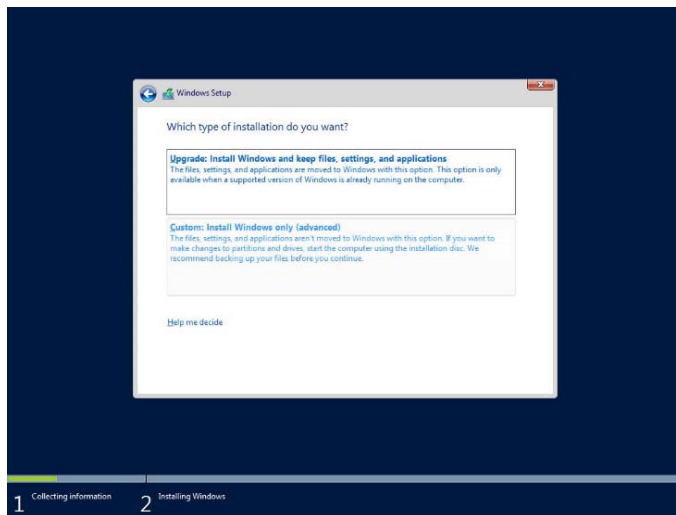 Windows Setup
Which type of installation do you want?
Upgrade: Install Windows and keep files, settings, and applications
The files, settings, and applications are moved to Windows with this option. This option is only
available when a supported version of Windows is already running on the computer.
Custom: Install Windows only (advanced)
The files, settings, and applications aren't moved to Windows with this option. If you want to
make changes to partitions and drives, start the computer using the installation disc. We
recommend backing up your files before you continue.
Help me decide
1 Collecting information 2 Installing Windows